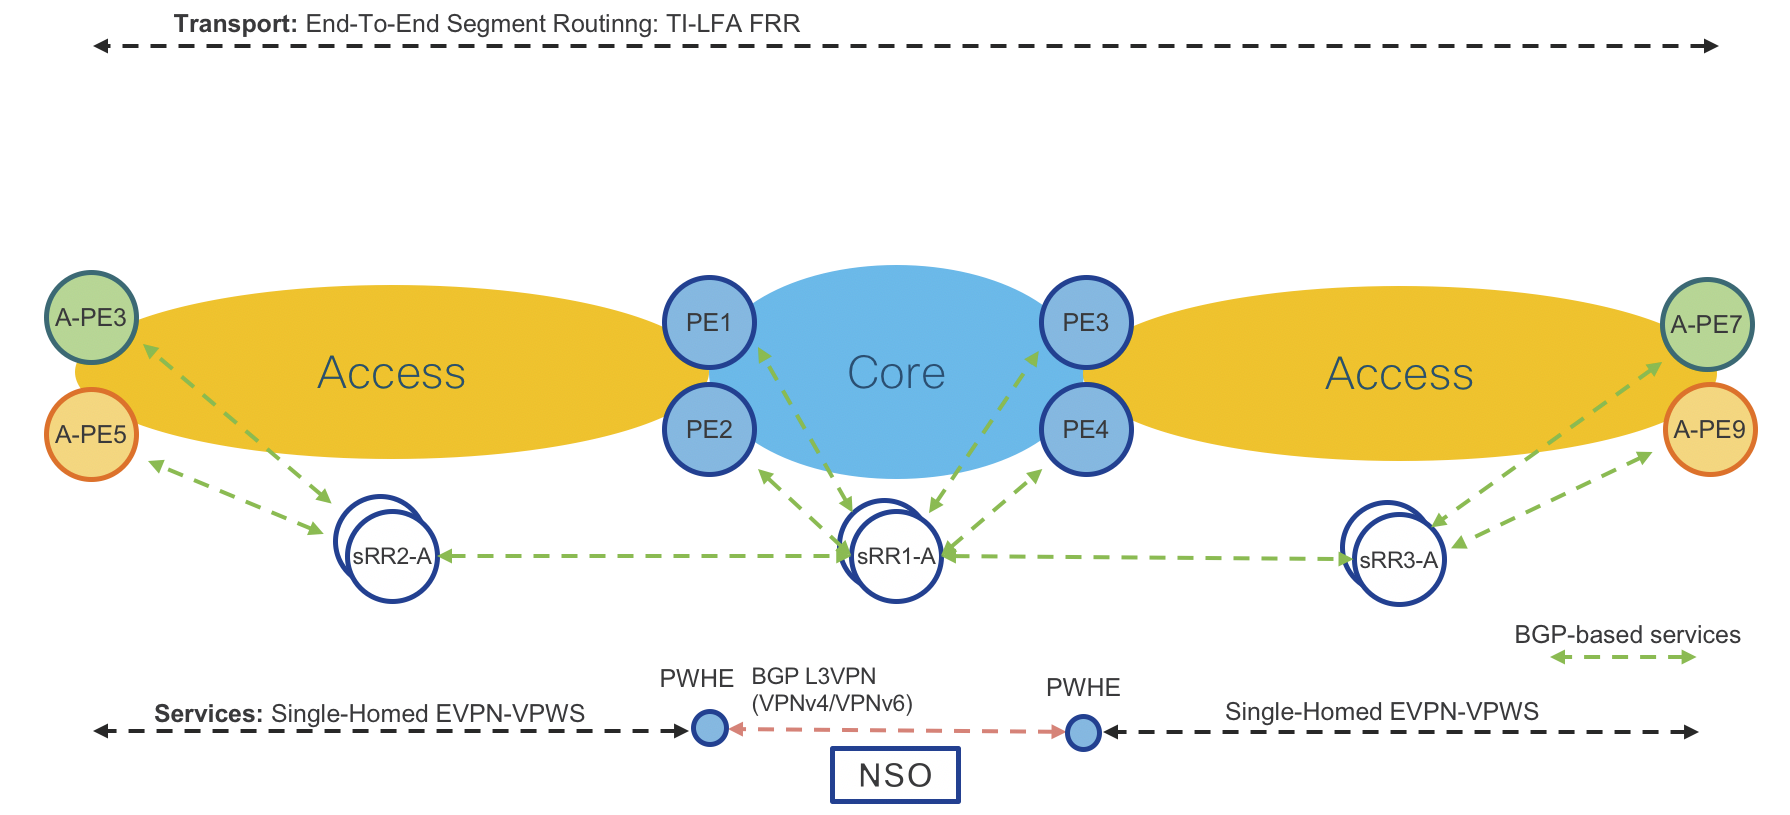 Transport: End-To-End Segment Routinng: TI-LFA FRR
A-PE3
PE1
PE3
A-PE7
Access
Core
Access
A-PE5
PE2
PE4
A-PE9
sRR2-A
sRR1-A
sRR3-A
BGP-based services
PWHE
BGP L3VPN
(VPNv4/VPNv6)
PWHE
Services: Single-Homed EVPN-VPWS
Single-Homed EVPN-VPWS
NSO